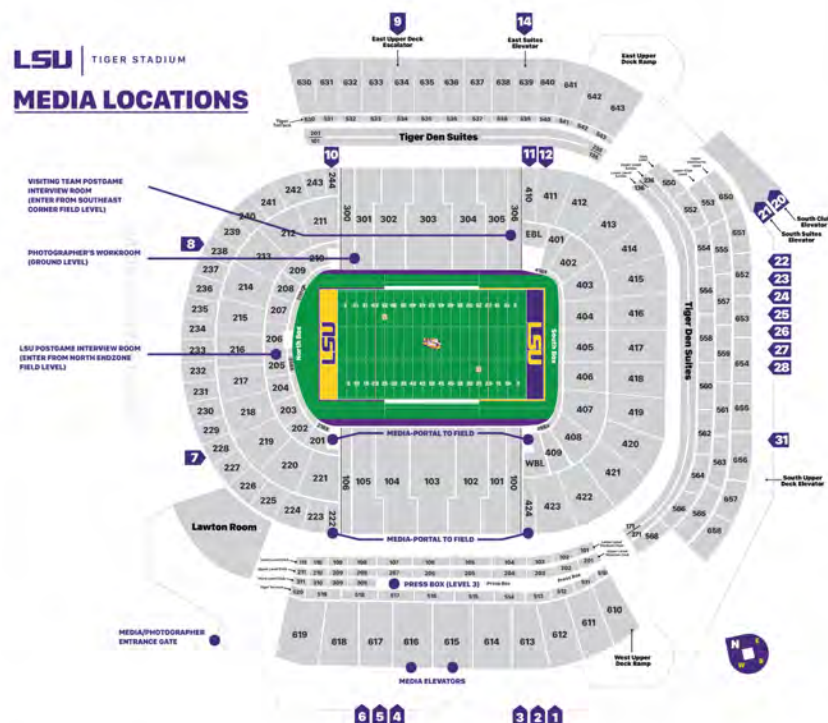 LSU | TIGER STADIUM
MEDIA LOCATIONS
9
East Upper Deck
Escalator
14
East Suites
Elevator
East Upper
Deck Ramp
630 631 632 633 634 635 636 637 638 639 640 641 642 643
Tiger Den Suites
10
11 12
VISITING TEAM POSTGAME
INTERVIEW ROOM
(ENTER FROM SOUTHEAST
CORNER FIELD LEVEL)
8
PHOTOGRAPHER'S WORKROOM
(GROUND LEVEL)
LSU POSTGAME INTERVIEW ROOM
(ENTER FROM NORTH ENDZONE
FIELD LEVEL)
7
244 243 242 241 240 239 238 237 236 235 234 233 232 231 230 229 228 227 226 225 224 223 222
211 212 213 214 215 216 217 218 219 220 221
210 209 208 207 206 205 204 203 202 201
300 301 302 303 304 305 306
410 411 412 413 414 415 416 417 418 419 420 421 422 423 424
EBL 401 402 403 404 405 406 407 408 409 WBL
North Box
LSU
LSU
South Box
MEDIA-PORTAL TO FIELD
106 105 104 103 102 101 100
MEDIA-PORTAL TO FIELD
Tiger Den Suites
550 552 554 556 558 560 562 564 566 568
553 555 557 559 561 563 565
650 651 652 653 654 655 656 657 658
21 20
South Club
Elevator
South Suites
Elevator
22
23
24
25
26
27
28
31
South Upper
Deck Elevator
Lawton Room
PRESS BOX (LEVEL 3)
Press Box
Press Box
619 618 617 616 615 614 613 612 611 610
West Upper
Deck Ramp
MEDIA/PHOTOGRAPHER
ENTRANCE GATE
MEDIA ELEVATORS
N E W S
6 5 4
3 2 1